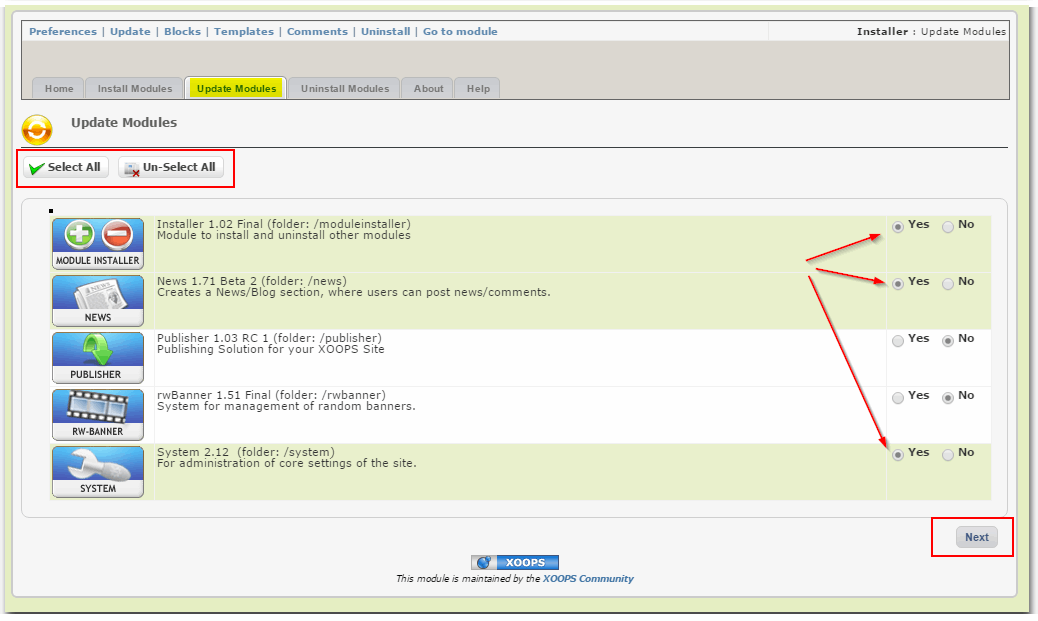 Preferences | Update | Blocks | Templates | Comments | Uninstall | Go to module
Installer : Update Modules
Home
Install Modules
Update Modules
Uninstall Modules
About
Help
Update Modules
Select All
Un-Select All
MODULE INSTALLER
Installer 1.02 Final (folder: /moduleinstaller)
Module to install and uninstall other modules
Yes No
NEWS
NEWS
News 1.71 Beta 2 (folder: /news)
Creates a News/Blog section, where users can post news/comments.
Yes No
PUBLISHER
Publisher 1.03 RC 1 (folder: /publisher)
Publishing Solution for your XOOPS Site
Yes No
RW-BANNER
rwBanner 1.51 Final (folder: /rwbanner)
System for management of random banners.
Yes No
SYSTEM
System 2.12 (folder: /system)
For administration of core settings of the site.
Yes No
Next
XOOPS
This module is maintained by the XOOPS Community